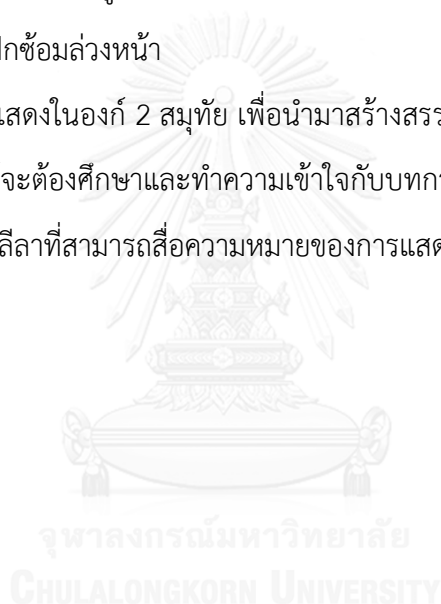 ฝึกซ้อมล่วงหน้า
แสดงในองก์ 2 สมุทัย เพื่อนำมาสร้างสรร
จะต้องศึกษาและทำความเข้าใจกับบทกา
ลีลาที่สามารถสื่อความหมายของการแสด
จุฬาลงกรณ์มหาวิทยาลัย
CHULALONGKORN UNIVERSITY